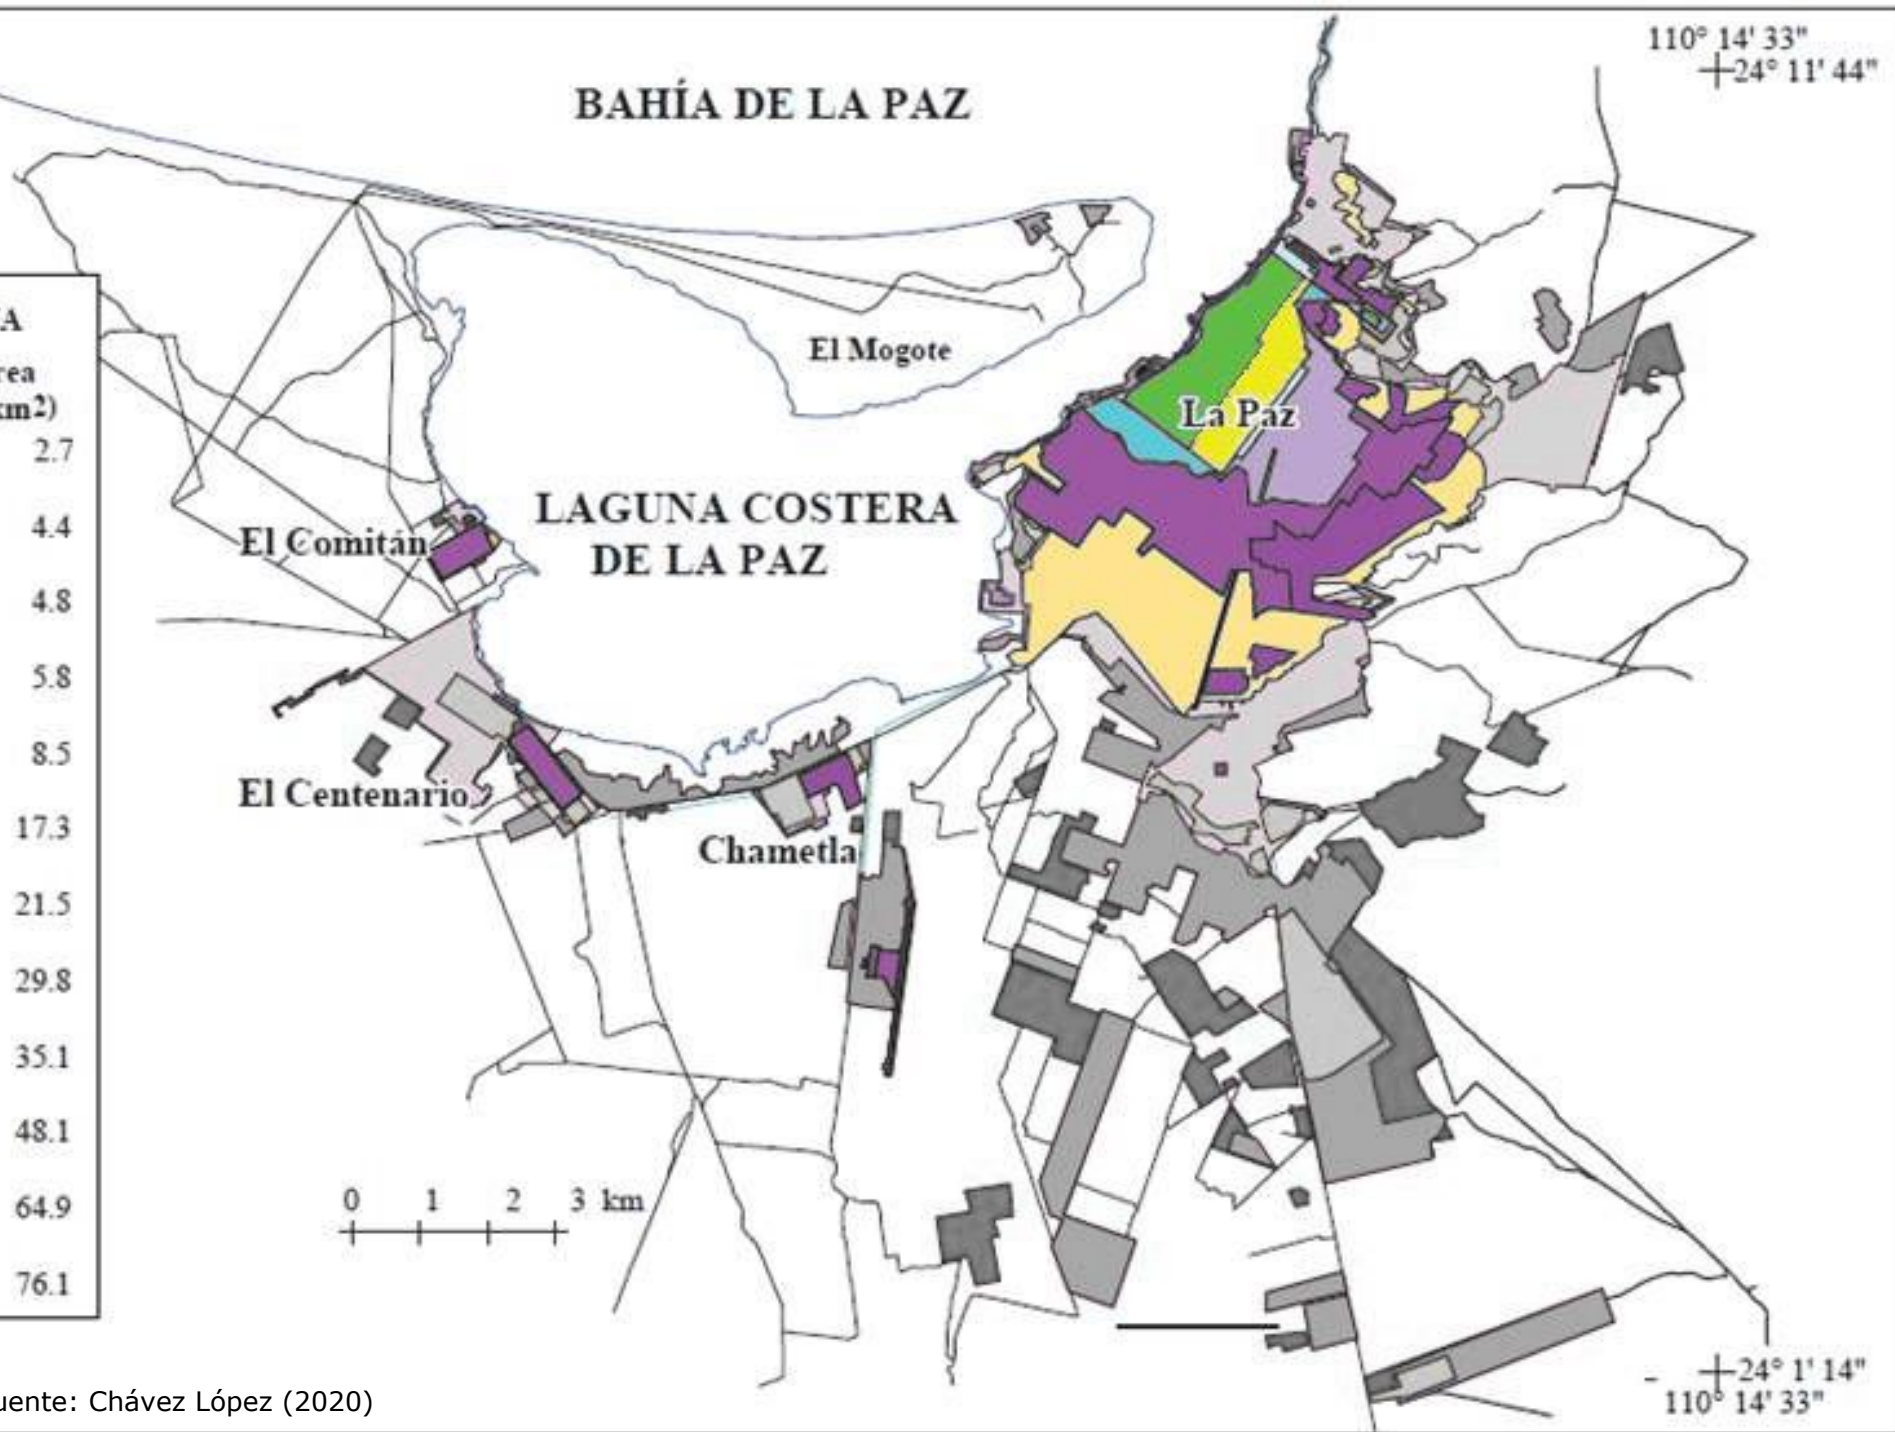 110° 14' 33"
24° 11' 44"
BAHÍA DE LA PAZ
El Mogote
La Paz
LAGUNA COSTERA
DE LA PAZ
El Comitán
El Centenario
Chametla
2.7
4.4
4.8
5.8
8.5
17.3
21.5
29.8
35.1
48.1
64.9
76.1
0 1 2 3 km
24° 1' 14"
110° 14' 33"
uente: Chávez López (2020)